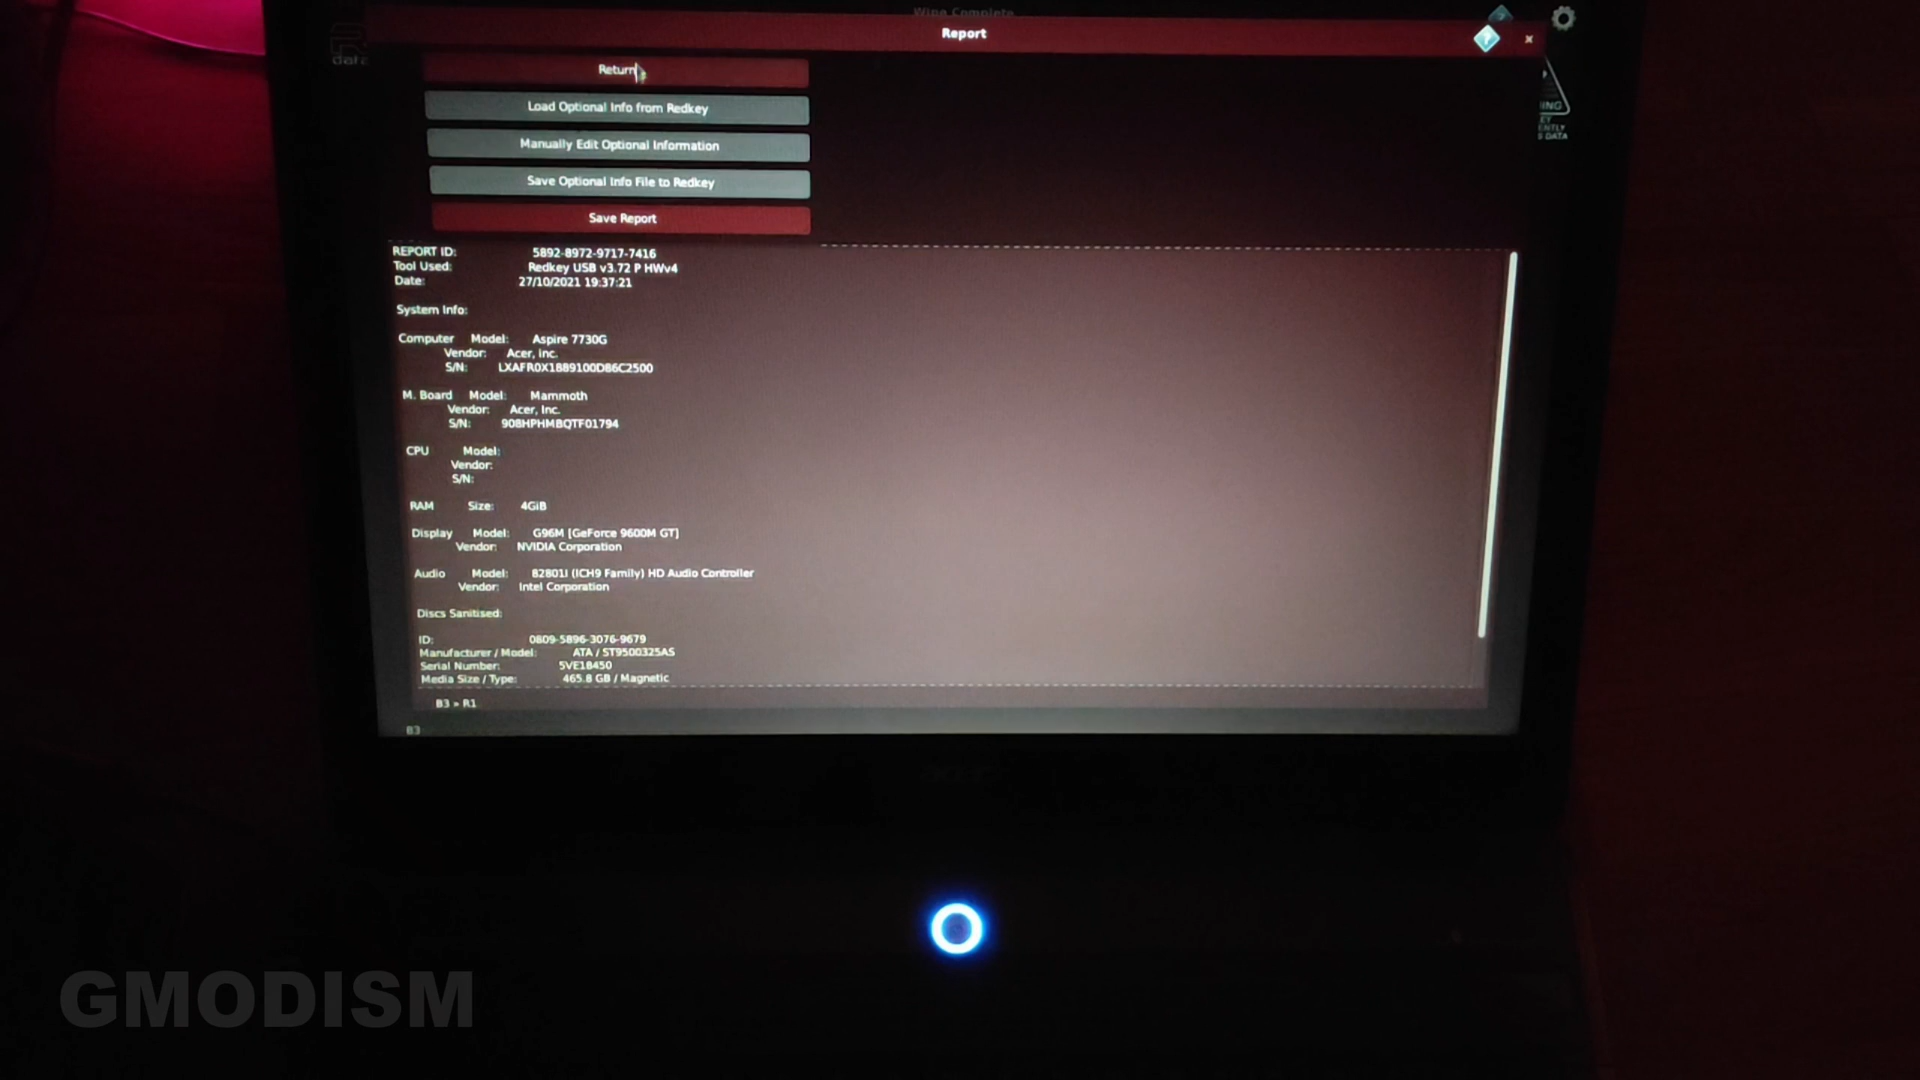 Wipe Complete
Report
data
Return
Load Optional Info from Redkey
Manually Edit Optional Information
Save Optional Info File to Redkey
Save Report
REPORT ID: 5892-8972-9717-7416
Tool Used: Redkey USB v3.72 P HWv4
Date: 27/10/2021 19:37:21
System Info:
Computer Model: Aspire 7730G
Vendor: Acer, Inc.
S/N: LXAFR0X1889100D86C2500
M. Board Model: Mammoth
Vendor: Acer, Inc.
S/N: 908HPHMBQTF01794
CPU Model:
Vendor:
S/N:
RAM Size: 4GiB
Display Model: G96M [GeForce 9600M GT]
Vendor: NVIDIA Corporation
Audio Model: 82801I (ICH9 Family) HD Audio Controller
Vendor: Intel Corporation
Discs Sanitised:
ID: 0809-5896-3076-9679
Manufacturer / Model: ATA / ST9500325AS
Serial Number: 5VE18450
Media Size / Type: 465.8 GB / Magnetic
B3 » R1
B3
GMODISM